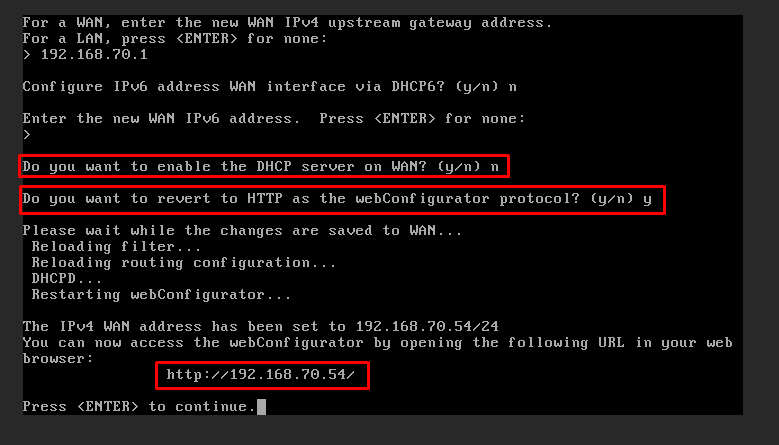 For a WAN, enter the new WAN IPv4 upstream gateway address.
For a LAN, press <ENTER> for none:
> 192.168.70.1
Configure IPv6 address WAN interface via DHCP6? (y/n) n
Enter the new WAN IPv6 address.  Press <ENTER> for none:
>
Do you want to enable the DHCP server on WAN? (y/n) n
Do you want to revert to HTTP as the webConfigurator protocol? (y/n) y
Please wait while the changes are saved to WAN...
Reloading filter...
Reloading routing configuration...
DHCPD...
Restarting webConfigurator...
The IPv4 WAN address has been set to 192.168.70.54/24
You can now access the webConfigurator by opening the following URL in your web
browser:
http://192.168.70.54/
Press <ENTER> to continue.